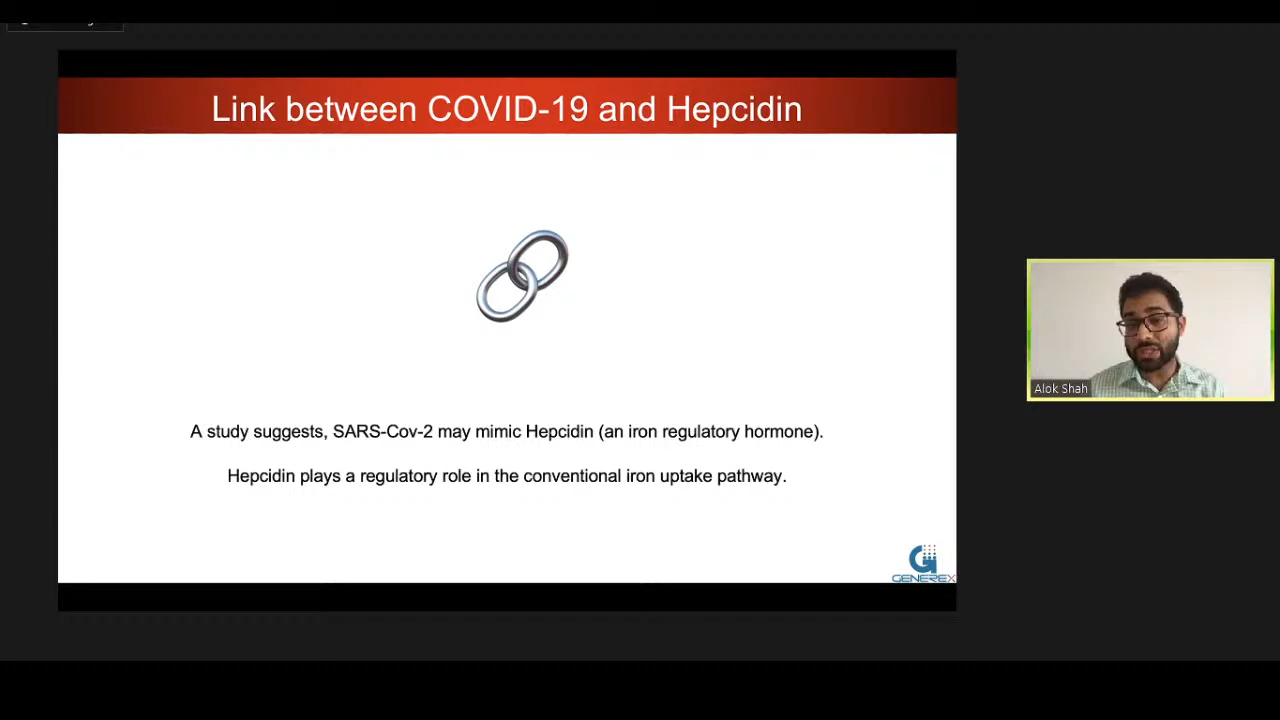 Link between COVID-19 and Hepcidin
A study suggests, SARS-Cov-2 may mimic Hepcidin (an iron regulatory hormone).
Hepcidin plays a regulatory role in the conventional iron uptake pathway.
GENEREX
Alok Shah